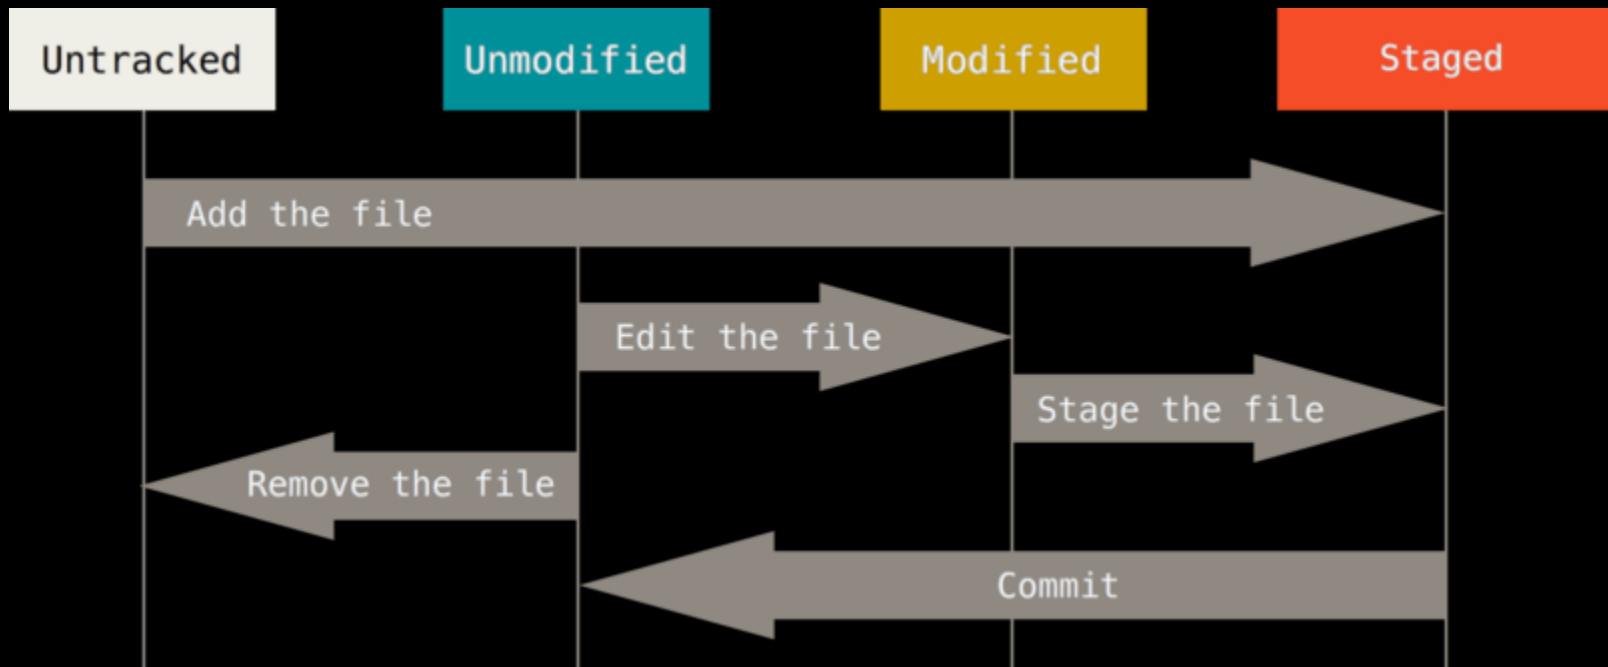 Untracked
Unmodified
Modified
Staged
Add the file
Edit the file
Stage the file
Remove the file
Commit